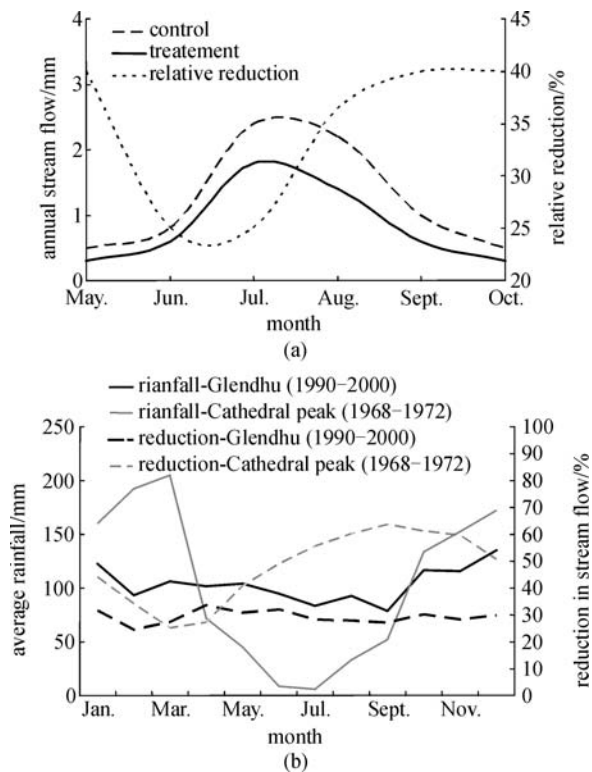 control
treatement
relative reduction
4
3
2
1
0
annual stream flow/mm
45
40
35
30
25
20
relative reduction/%
May. Jun. Jul. Aug. Sept. Oct.
month
(a)
rianfall-Glendhu (1990−2000)
rianfall-Cathedral peak (1968−1972)
reduction-Glendhu (1990−2000)
reduction-Cathedral peak (1968−1972)
250
200
150
100
50
0
average rainfall/mm
100
90
80
70
60
50
40
30
20
10
0
reduction in stream flow/%
Jan. Mar. May. Jul. Sept. Nov.
month
(b)